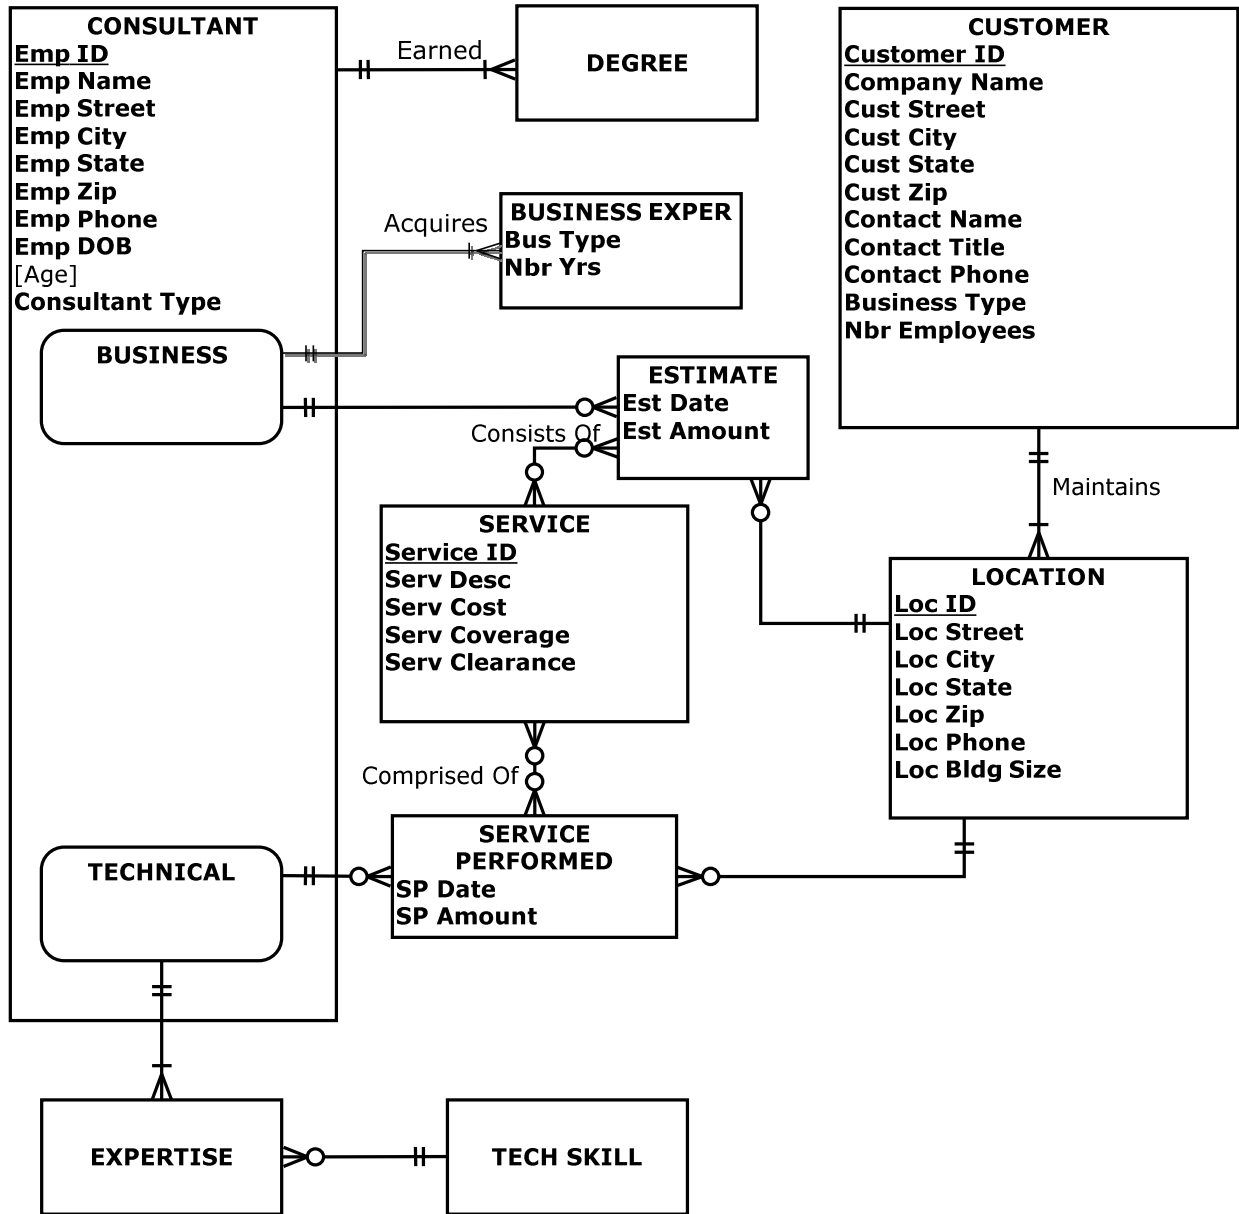 CONSULTANT
Emp ID
Emp Name
Emp Street
Emp City
Emp State
Emp Zip
Emp Phone
Emp DOB
[Age]
Consultant Type
BUSINESS
TECHNICAL
Earned
DEGREE
Acquires
BUSINESS EXPER
Bus Type
Nbr Yrs
ESTIMATE
Est Date
Est Amount
Consists Of
SERVICE
Service ID
Serv Desc
Serv Cost
Serv Coverage
Serv Clearance
Comprised Of
SERVICE
PERFORMED
SP Date
SP Amount
CUSTOMER
Customer ID
Company Name
Cust Street
Cust City
Cust State
Cust Zip
Contact Name
Contact Title
Contact Phone
Business Type
Nbr Employees
Maintains
LOCATION
Loc ID
Loc Street
Loc City
Loc State
Loc Zip
Loc Phone
Loc Bldg Size
EXPERTISE
TECH SKILL